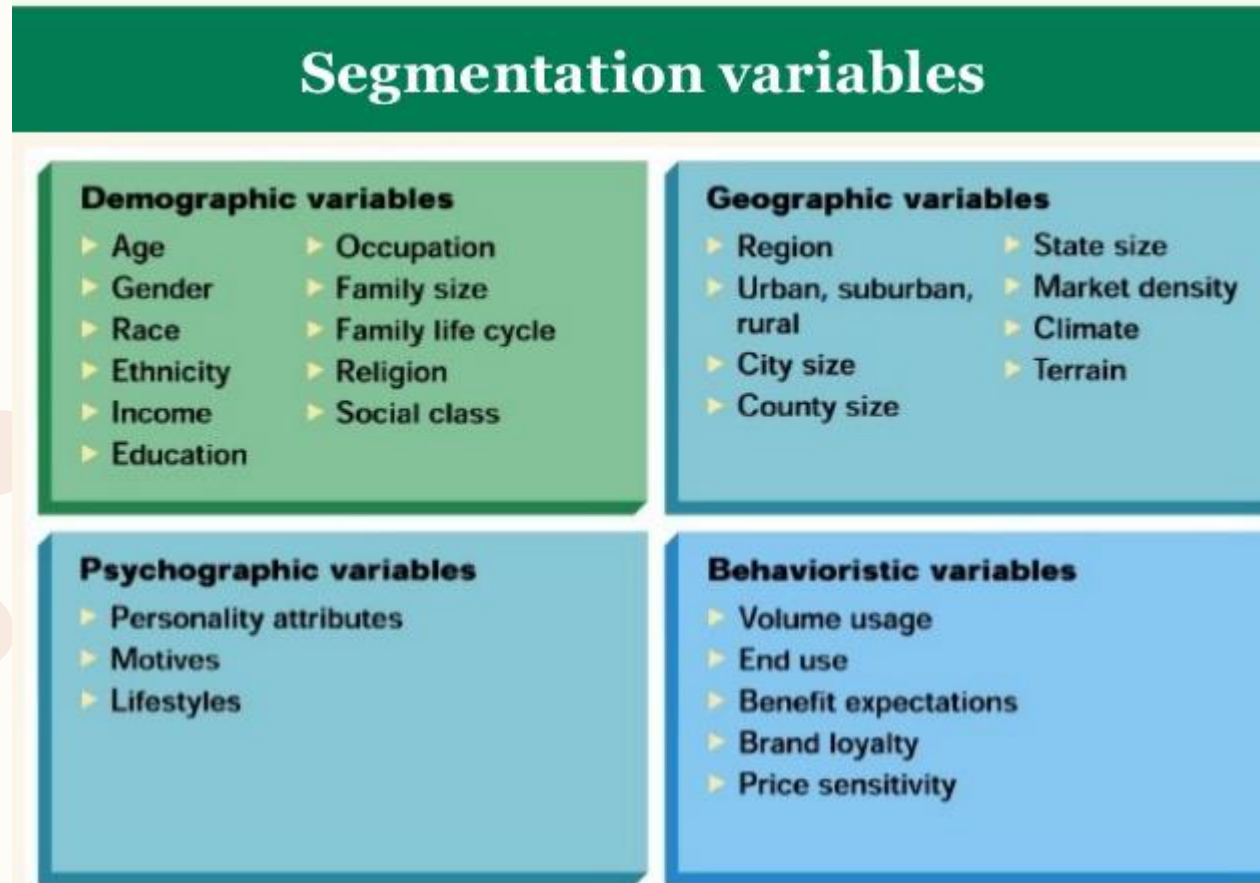 Segmentation variables
Demographic variables
Age
Gender
Race
Ethnicity
Income
Education
Occupation
Family size
Family life cycle
Religion
Social class
Geographic variables
Region
Urban, suburban,
rural
City size
County size
State size
Market density
Climate
Terrain
Psychographic variables
Personality attributes
Motives
Lifestyles
Behavioristic variables
Volume usage
End use
Benefit expectations
Brand loyalty
Price sensitivity